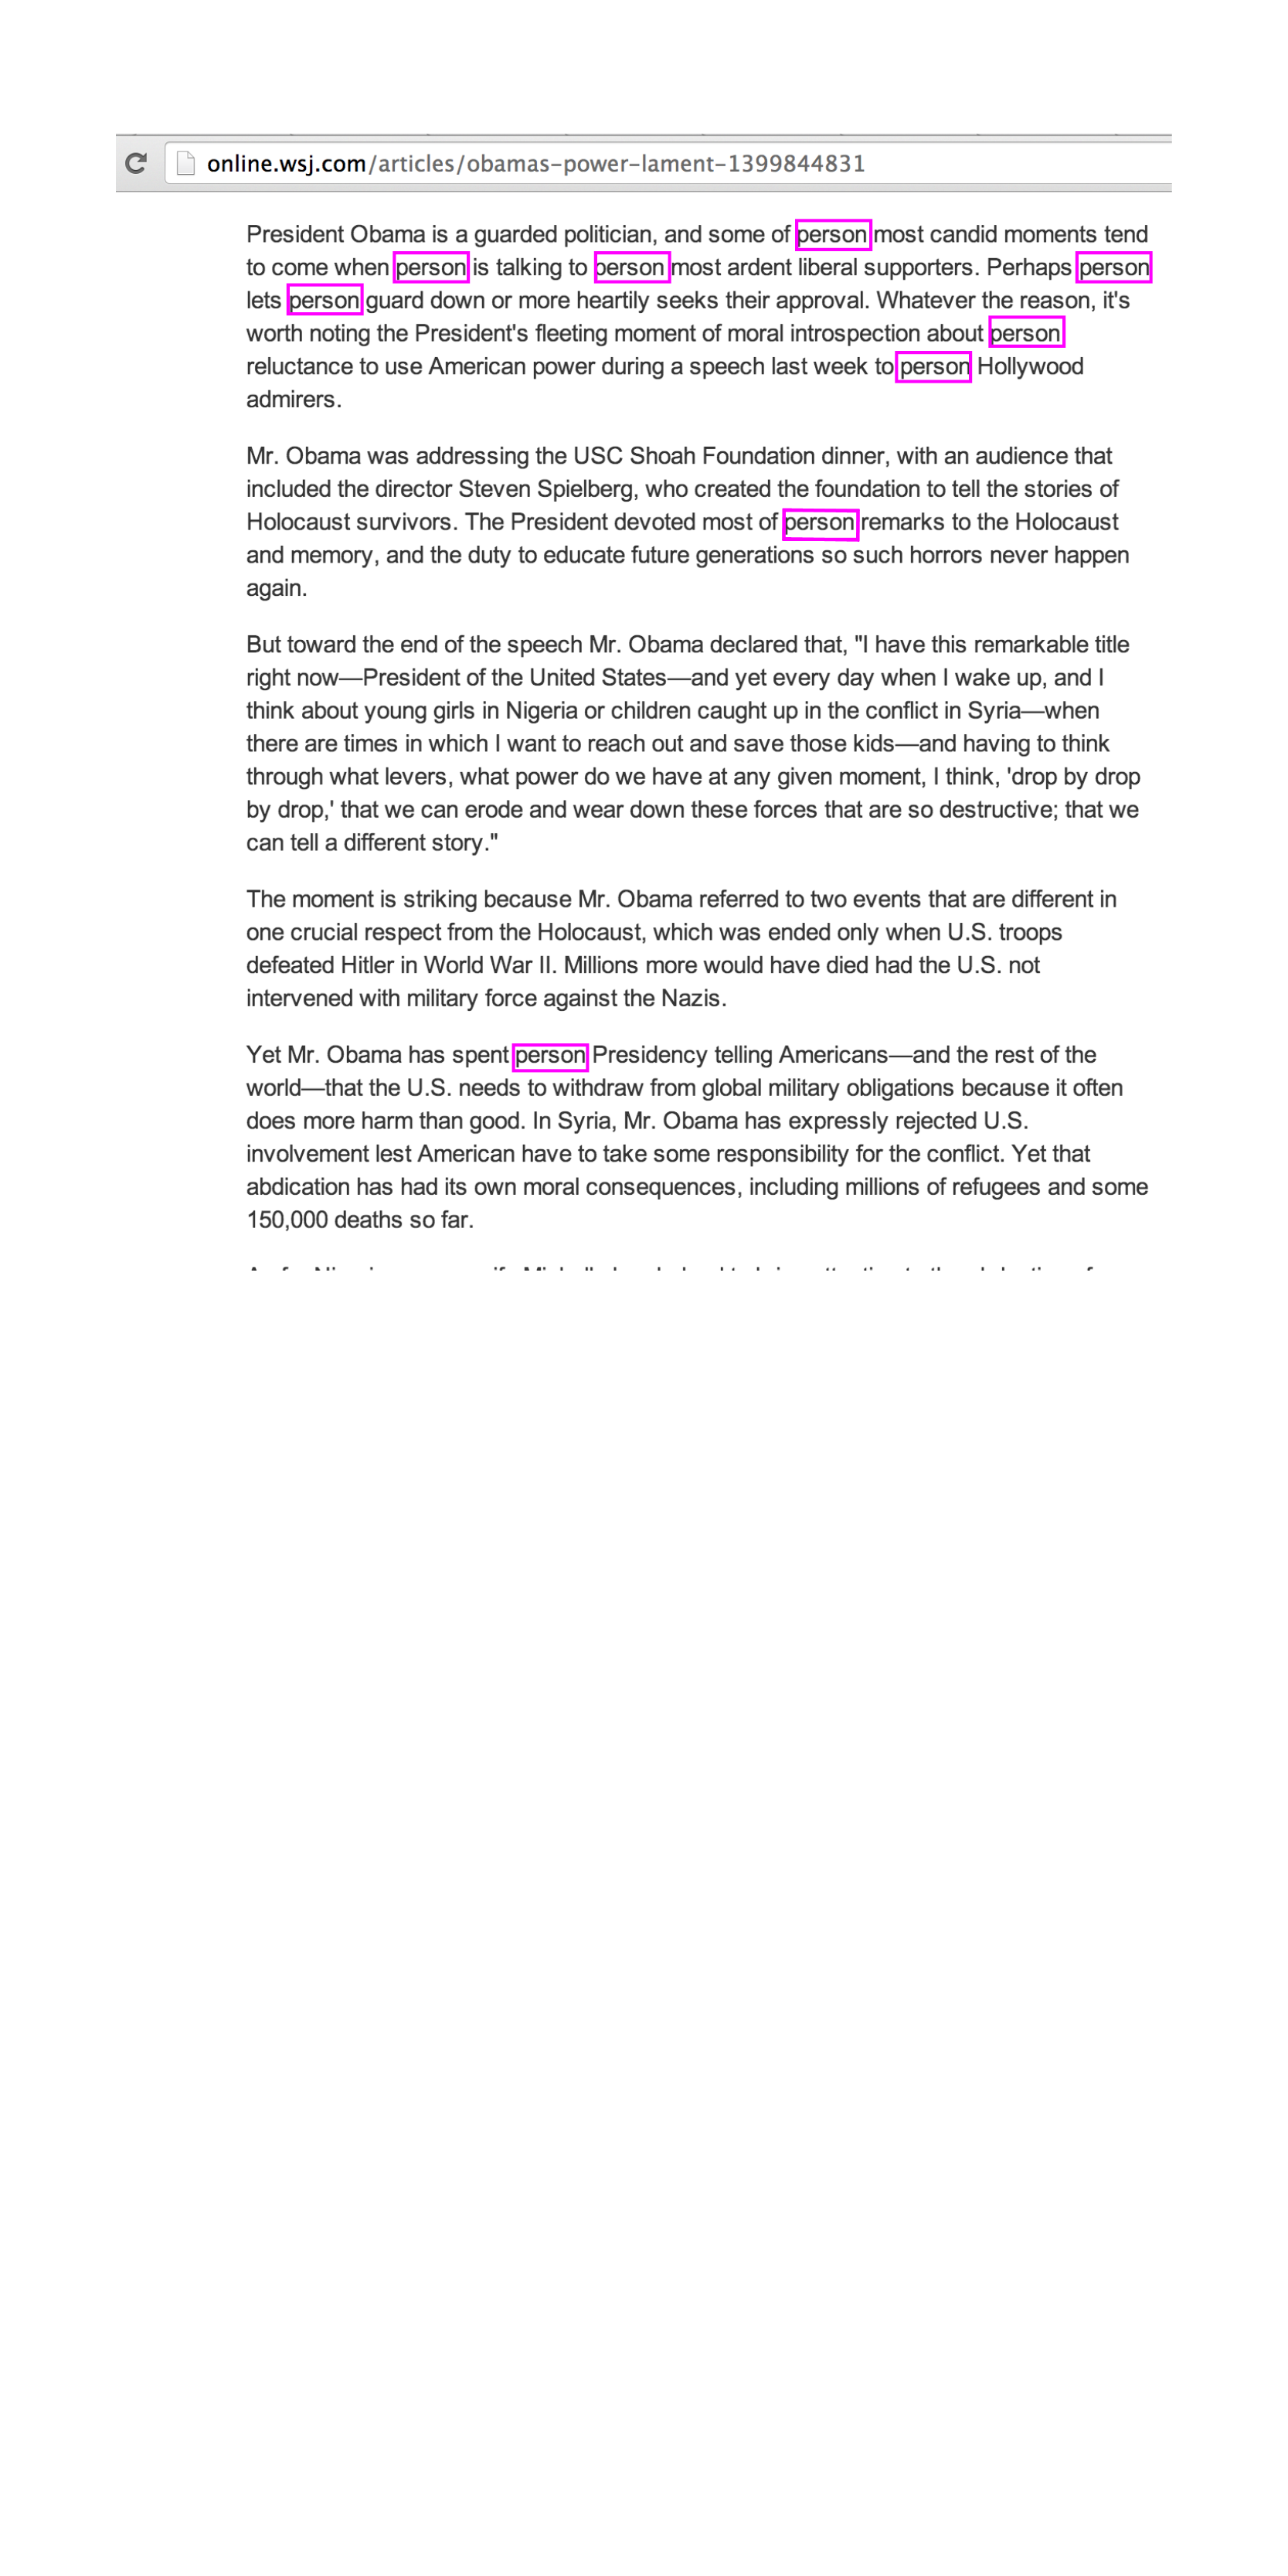 online.wsj.com/articles/obamas-power-lament-1399844831
President Obama is a guarded politician, and some of person most candid moments tend
to come when person is talking to person most ardent liberal supporters. Perhaps person
lets person guard down or more heartily seeks their approval. Whatever the reason, it's
worth noting the President's fleeting moment of moral introspection about person
reluctance to use American power during a speech last week to person Hollywood
admirers.
Mr. Obama was addressing the USC Shoah Foundation dinner, with an audience that
included the director Steven Spielberg, who created the foundation to tell the stories of
Holocaust survivors. The President devoted most of person remarks to the Holocaust
and memory, and the duty to educate future generations so such horrors never happen
again.
But toward the end of the speech Mr. Obama declared that, "I have this remarkable title
right now—President of the United States—and yet every day when I wake up, and I
think about young girls in Nigeria or children caught up in the conflict in Syria—when
there are times in which I want to reach out and save those kids—and having to think
through what levers, what power do we have at any given moment, I think, 'drop by drop
by drop,' that we can erode and wear down these forces that are so destructive; that we
can tell a different story."
The moment is striking because Mr. Obama referred to two events that are different in
one crucial respect from the Holocaust, which was ended only when U.S. troops
defeated Hitler in World War II. Millions more would have died had the U.S. not
intervened with military force against the Nazis.
Yet Mr. Obama has spent person Presidency telling Americans—and the rest of the
world—that the U.S. needs to withdraw from global military obligations because it often
does more harm than good. In Syria, Mr. Obama has expressly rejected U.S.
involvement lest American have to take some responsibility for the conflict. Yet that
abdication has had its own moral consequences, including millions of refugees and some
150,000 deaths so far.